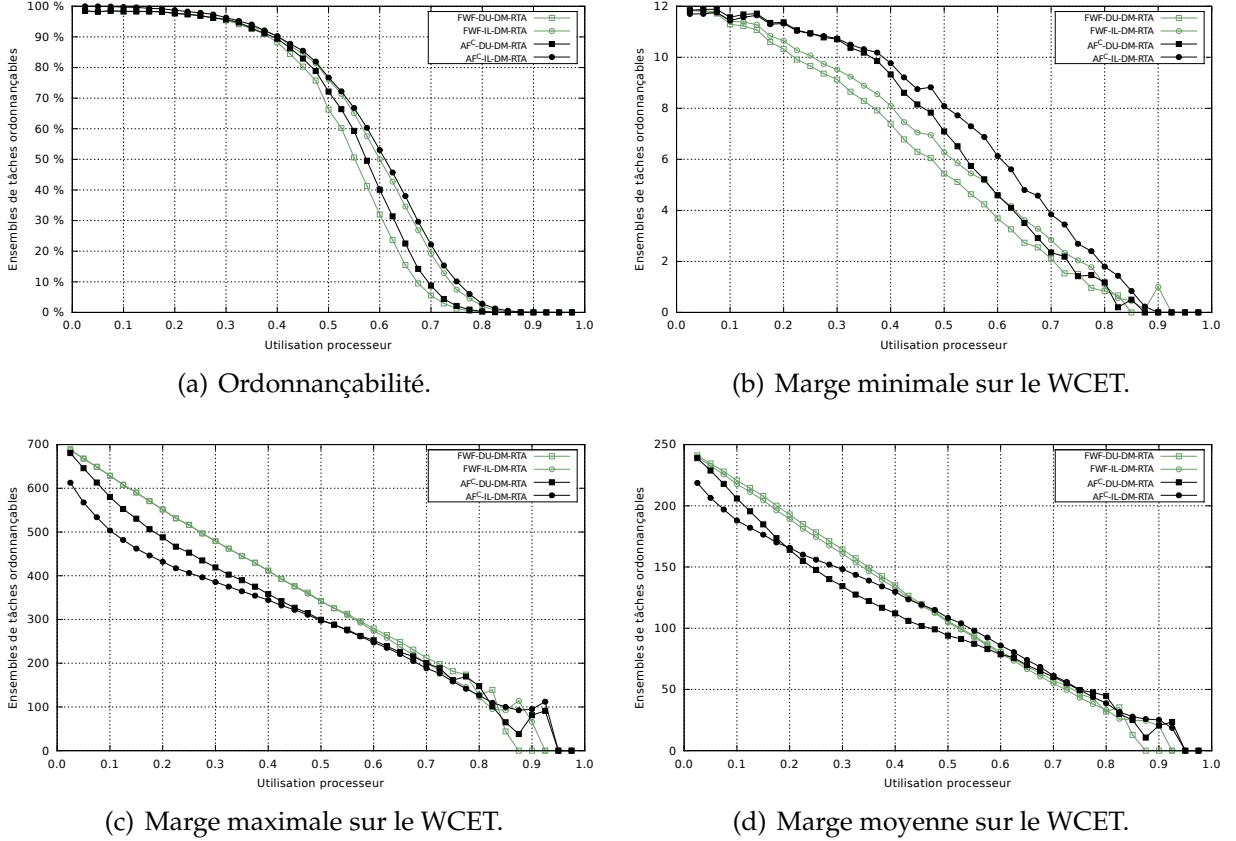 Ensembles de tâches ordonnançables
100 %
90 %
80 %
70 %
60 %
50 %
40 %
30 %
20 %
10 %
0 %
0.0 0.1 0.2 0.3 0.4 0.5 0.6 0.7 0.8 0.9 1.0
Utilisation processeur
FWF-DU-DM-RTA
FWF-IL-DM-RTA
AFC-DU-DM-RTA
AFC-IL-DM-RTA
(a) Ordonnançabilité.
Ensembles de tâches ordonnançables
12
10
8
6
4
2
0
0.0 0.1 0.2 0.3 0.4 0.5 0.6 0.7 0.8 0.9 1.0
Utilisation processeur
FWF-DU-DM-RTA
FWF-IL-DM-RTA
AFC-DU-DM-RTA
AFC-IL-DM-RTA
(b) Marge minimale sur le WCET.
Ensembles de tâches ordonnançables
700
600
500
400
300
200
100
0
0.0 0.1 0.2 0.3 0.4 0.5 0.6 0.7 0.8 0.9 1.0
Utilisation processeur
FWF-DU-DM-RTA
FWF-IL-DM-RTA
AFC-DU-DM-RTA
AFC-IL-DM-RTA
(c) Marge maximale sur le WCET.
Ensembles de tâches ordonnançables
250
200
150
100
50
0
0.0 0.1 0.2 0.3 0.4 0.5 0.6 0.7 0.8 0.9 1.0
Utilisation processeur
FWF-DU-DM-RTA
FWF-IL-DM-RTA
AFC-DU-DM-RTA
AFC-IL-DM-RTA
(d) Marge moyenne sur le WCET.